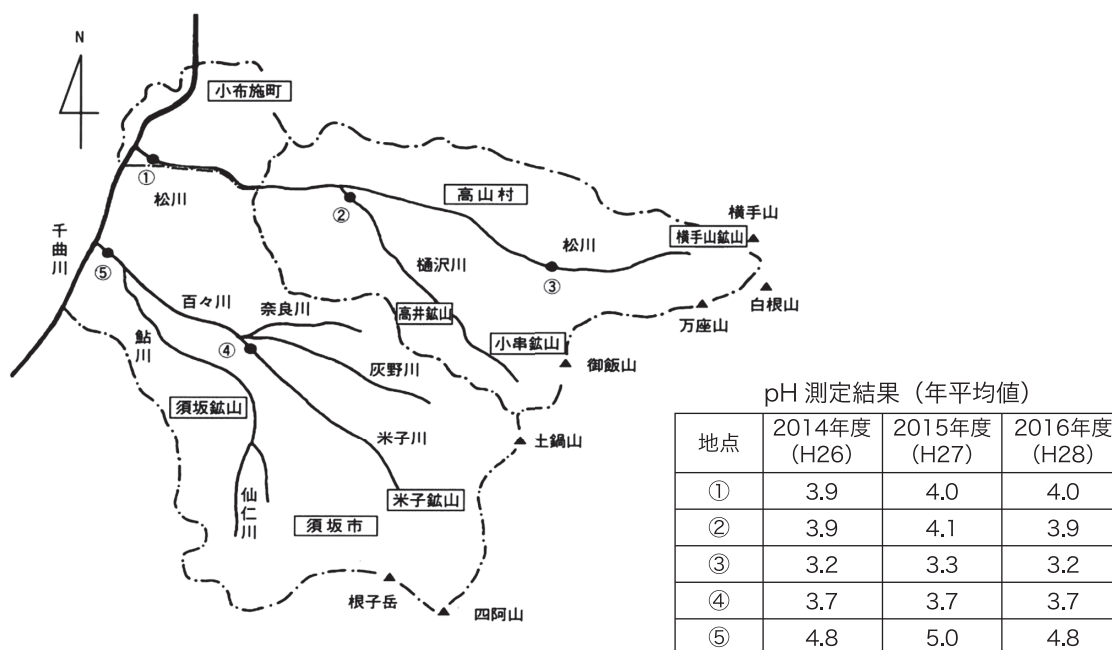 N
小布施町
①
松川
高山村
②
松川
横手山
横手山鉱山
③
樋沢川
千曲川
⑤
百々川
奈良川
高井鉱山
白根山
万座山
小串鉱山
御飯山
鮎川
④
灰野川
須坂鉱山
米子川
土鍋山
仙仁川
米子鉱山
須坂市
根子岳
四阿山
pH 測定結果（年平均値）
地点 2014年度（H26） 2015年度（H27） 2016年度（H28）
① 3.9 4.0 4.0
② 3.9 4.1 3.9
③ 3.2 3.3 3.2
④ 3.7 3.7 3.7
⑤ 4.8 5.0 4.8